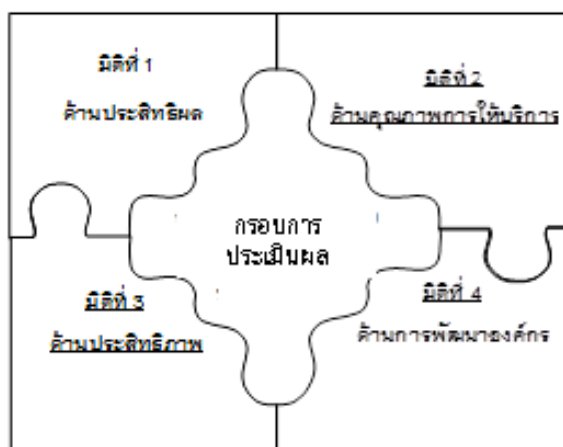 มิติที่ 1
ด้านประสิทธิผล
มิติที่ 2
ด้านคุณภาพการให้บริการ
กรอบการ
ประเมินผล
มิติที่ 3
ด้านประสิทธิภาพ
มิติที่ 4
ด้านการพัฒนาองค์กร